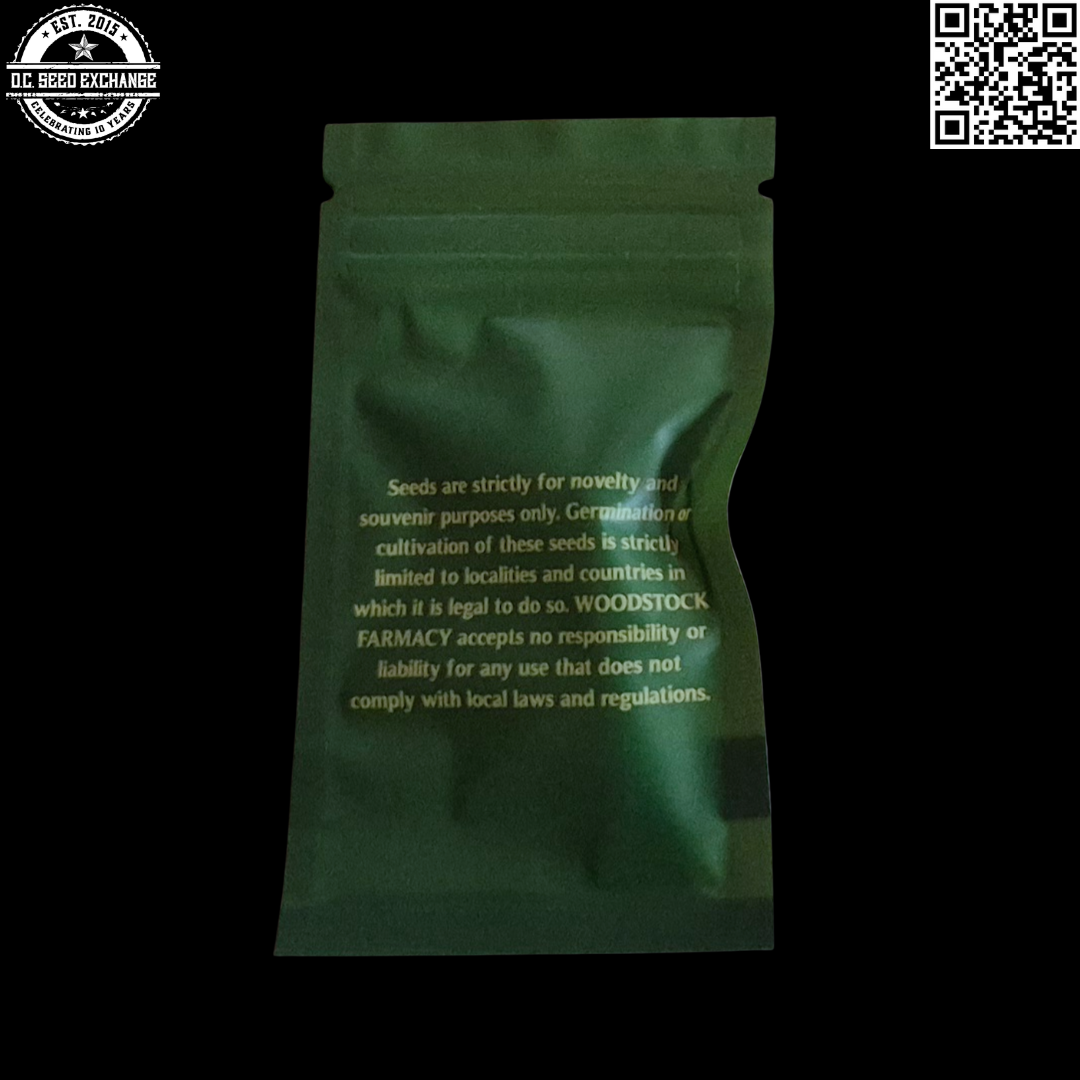 EST. 2015
D.C. SEED EXCHANGE
CELEBRATING 10 YEARS
Seeds are strictly for novelty and
souvenir purposes only. Germination or
cultivation of these seeds is strictly
limited to localities and countries in
which it is legal to do so. WOODSTOCK
FARMACY accepts no responsibility or
liability for any use that does not
comply with local laws and regulations.